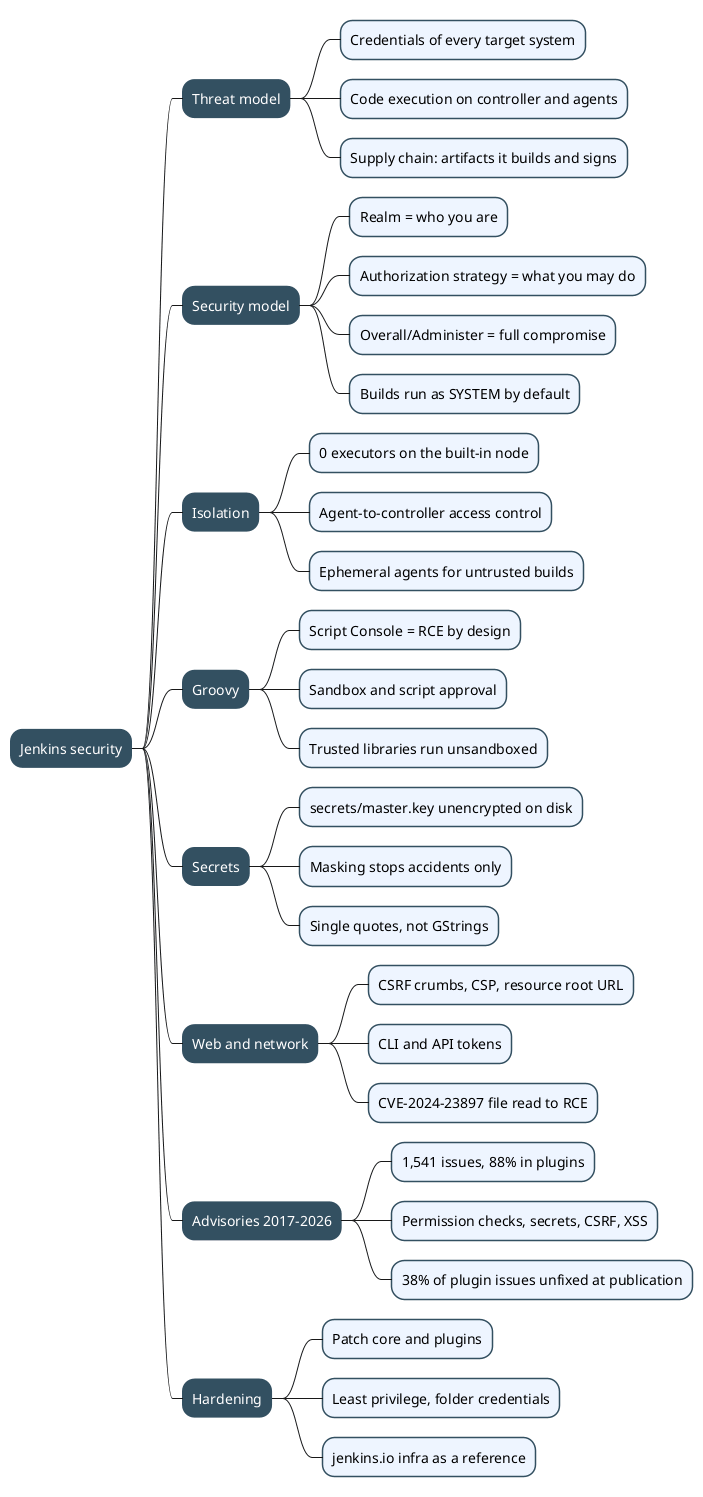 Jenkins security
Threat model
Credentials of every target system
Code execution on controller and agents
Supply chain: artifacts it builds and signs
Security model
Realm = who you are
Authorization strategy = what you may do
Overall/Administer = full compromise
Builds run as SYSTEM by default
Isolation
0 executors on the built-in node
Agent-to-controller access control
Ephemeral agents for untrusted builds
Groovy
Script Console = RCE by design
Sandbox and script approval
Trusted libraries run unsandboxed
Secrets
secrets/master.key unencrypted on disk
Masking stops accidents only
Single quotes, not GStrings
Web and network
CSRF crumbs, CSP, resource root URL
CLI and API tokens
CVE-2024-23897 file read to RCE
Advisories 2017-2026
1,541 issues, 88% in plugins
Permission checks, secrets, CSRF, XSS
38% of plugin issues unfixed at publication
Hardening
Patch core and plugins
Least privilege, folder credentials
jenkins.io infra as a reference